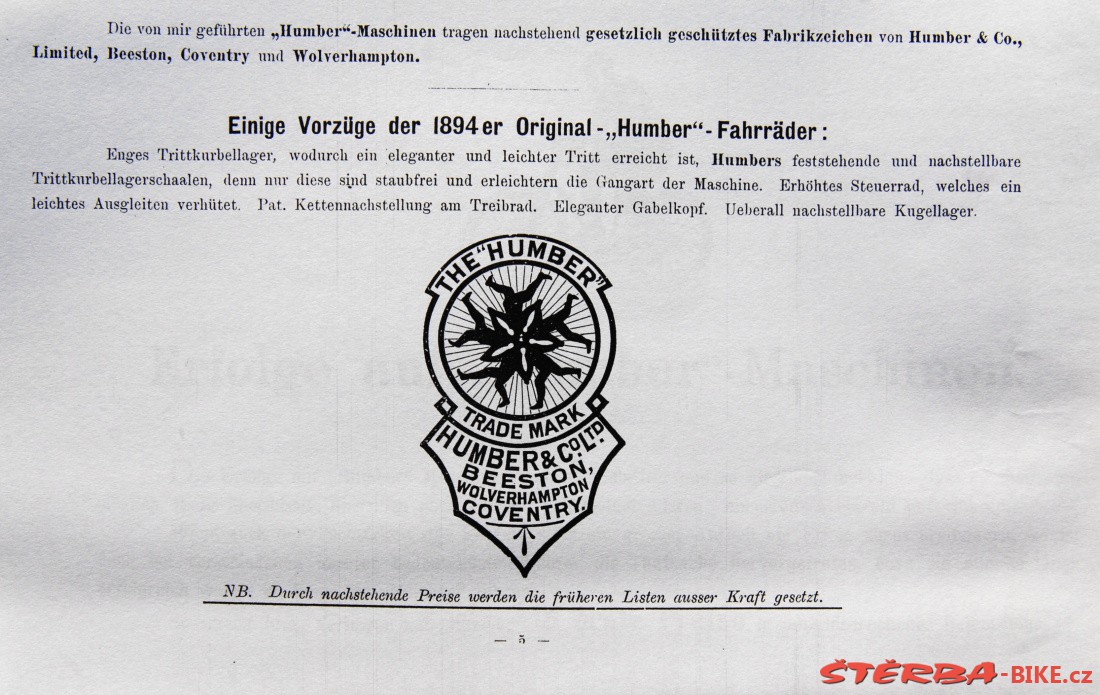 Die von mir geführten „Humber“-Maschinen tragen nachstehend gesetzlich geschütztes Fabrikzeichen von Humber & Co.,
Limited, Beeston, Coventry und Wolverhampton.
Einige Vorzüge der 1894 er Original-„Humber“-Fahrräder:
Enges Trittkurbellager, wodurch ein eleganter und leichter Tritt erreicht ist, Humbers feststehende und nachstellbare
Trittkurbellagerschaalen, denn nur diese sind staubfrei und erleichtern die Gangart der Maschine. Erhöhtes Steuerrad, welches ein
leichtes Ausgleiten verhütet. Pat. Kettennachstellung am Treibrad. Eleganter Gabelkopf. Ueberall nachstellbare Kugellager.
THE "HUMBER"
TRADE MARK
HUMBER & CO. LTD.
BEESTON,
WOLVERHAMPTON
COVENTRY.
NB. Durch nachstehende Preise werden die früheren Listen ausser Kraft gesetzt.
— 5 —
ŠTĚRBA-BIKE.cz